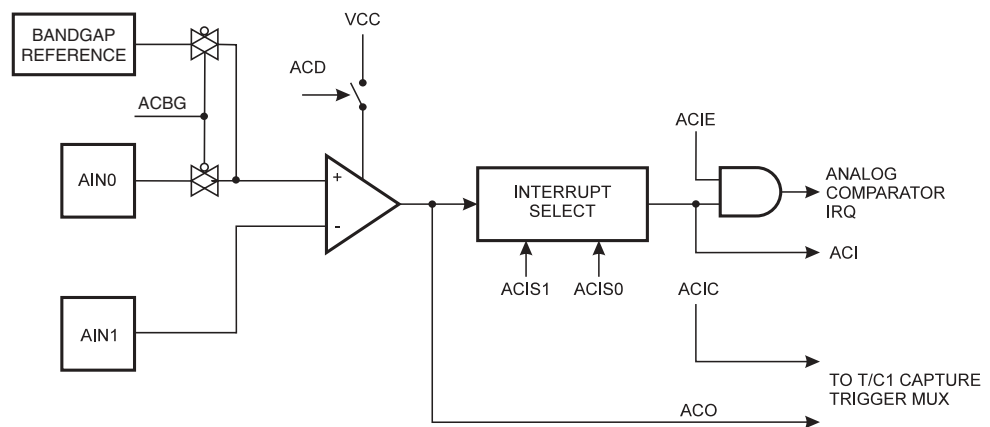 BANDGAP
REFERENCE
VCC
ACD
ACBG
ACIE
AIN0
+
-
INTERRUPT
SELECT
ANALOG
COMPARATOR
IRQ
ACI
ACIS1
ACIS0
ACIC
AIN1
TO T/C1 CAPTURE
TRIGGER MUX
ACO